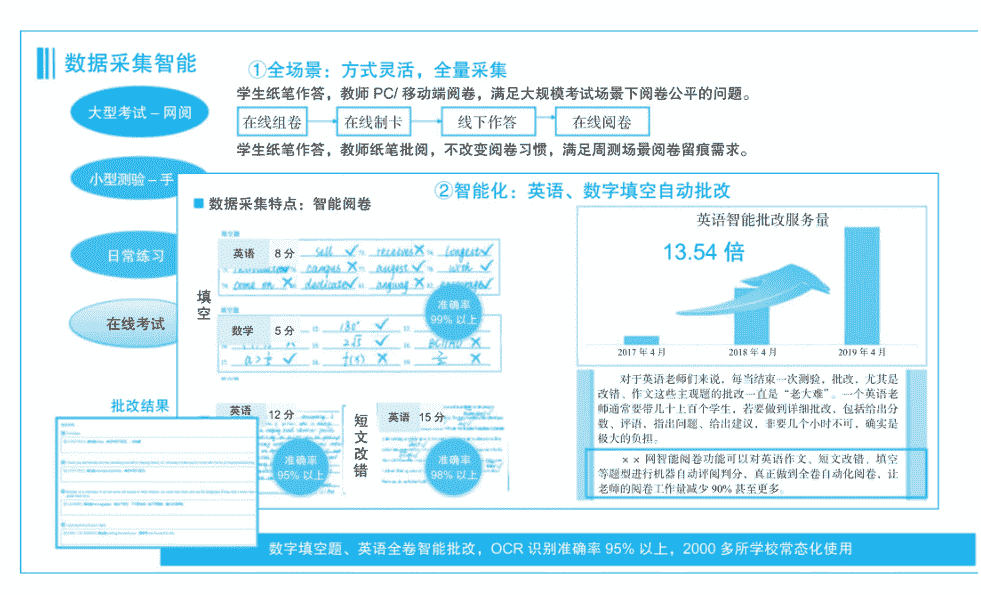 数据采集智能
①全场景：方式灵活，全量采集
学生纸笔作答，教师 PC/ 移动端阅卷，满足大规模考试场景下阅卷公平的问题。
大型考试 – 网阅
在线组卷
在线制卡
线下作答
在线阅卷
学生纸笔作答，教师纸笔批阅，不改变阅卷习惯，满足周测场景阅卷留痕需求。
小型测验 – 手
日常练习
在线考试
②智能化：英语、数字填空自动批改
数据采集特点：智能阅卷
填空题
英语 8 分
sell
receives
longest
campus
august
with
come on
dedicate
填空
准确率
99% 以上
填空题
数学 5 分
180°
2√5
a>½
英语智能批改服务量
13.54 倍
2017 年 4 月
2018 年 4 月
2019 年 4 月
英语 12 分
准确率
95% 以上
短文改错
英语 15 分
准确率
98% 以上
对于英语老师们来说，每当结束一次测验，批改，尤其是
改错、作文这些主观题的批改一直是“老大难”。一个英语老
师通常要带几十上百个学生，若要做到详细批改，包括给出分
数、评语，指出问题、给出建议，非要几个小时不可，确实是
极大的负担。
××网智能阅卷功能可以对英语作文、短文改错、填空
等题型进行机器自动评阅判分，真正做到全卷自动化阅卷，让
老师的阅卷工作量减少 90% 甚至更多。
批改结果
数字填空题、英语全卷智能批改，OCR 识别准确率 95% 以上，2000 多所学校常态化使用